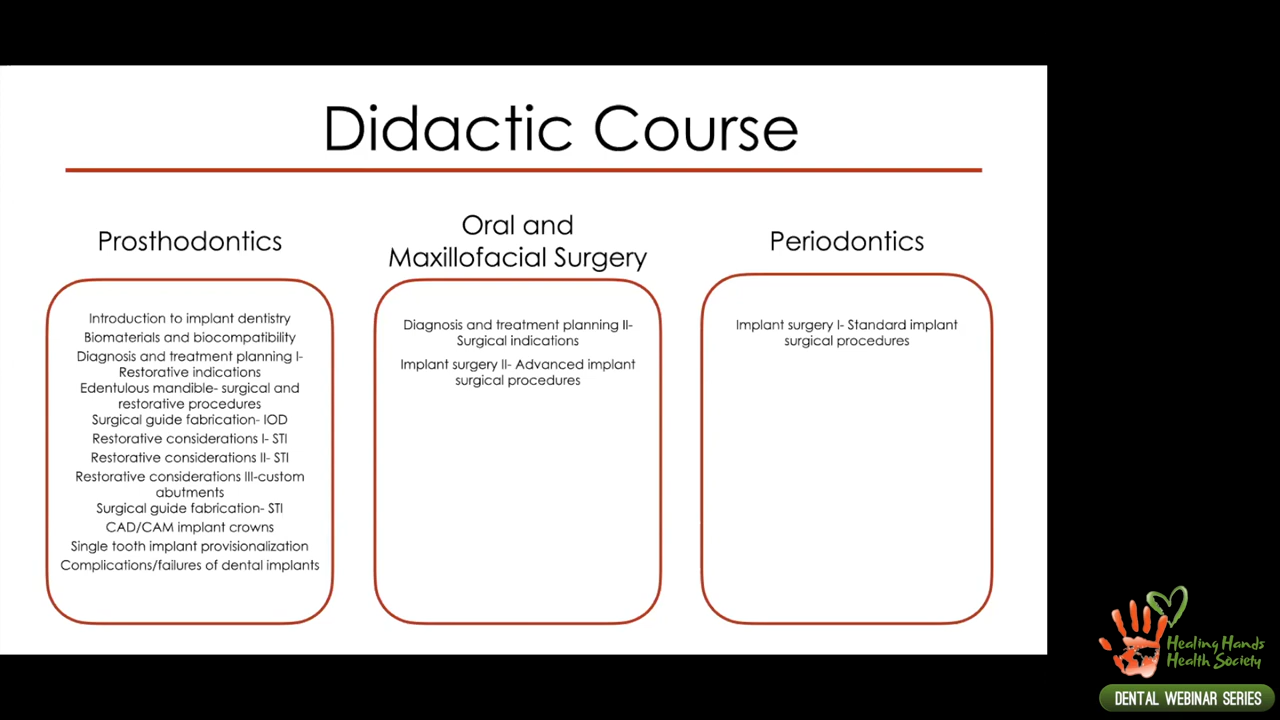 Didactic Course
Prosthodontics
Introduction to implant dentistry
Biomaterials and biocompatibility
Diagnosis and treatment planning I-
Restorative indications
Edentulous mandible- surgical and
restorative procedures
Surgical guide fabrication- IOD
Restorative considerations I- STI
Restorative considerations II- STI
Restorative considerations III-custom
abutments
Surgical guide fabrication- STI
CAD/CAM implant crowns
Single tooth implant provisionalization
Complications/failures of dental implants
Oral and
Maxillofacial Surgery
Diagnosis and treatment planning II-
Surgical indications
Implant surgery II- Advanced implant
surgical procedures
Periodontics
Implant surgery I- Standard implant
surgical procedures
Healing Hands
Health Society
DENTAL WEBINAR SERIES